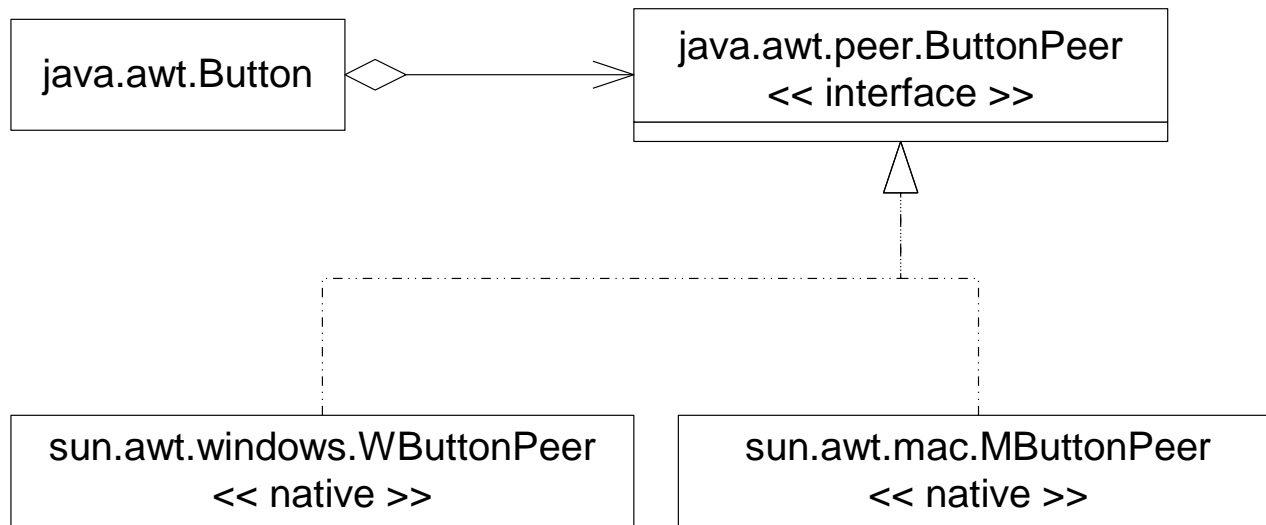 java.awt.Button
java.awt.peer.ButtonPeer
<< interface >>
sun.awt.windows.WButtonPeer
<< native >>
sun.awt.mac.MButtonPeer
<< native >>